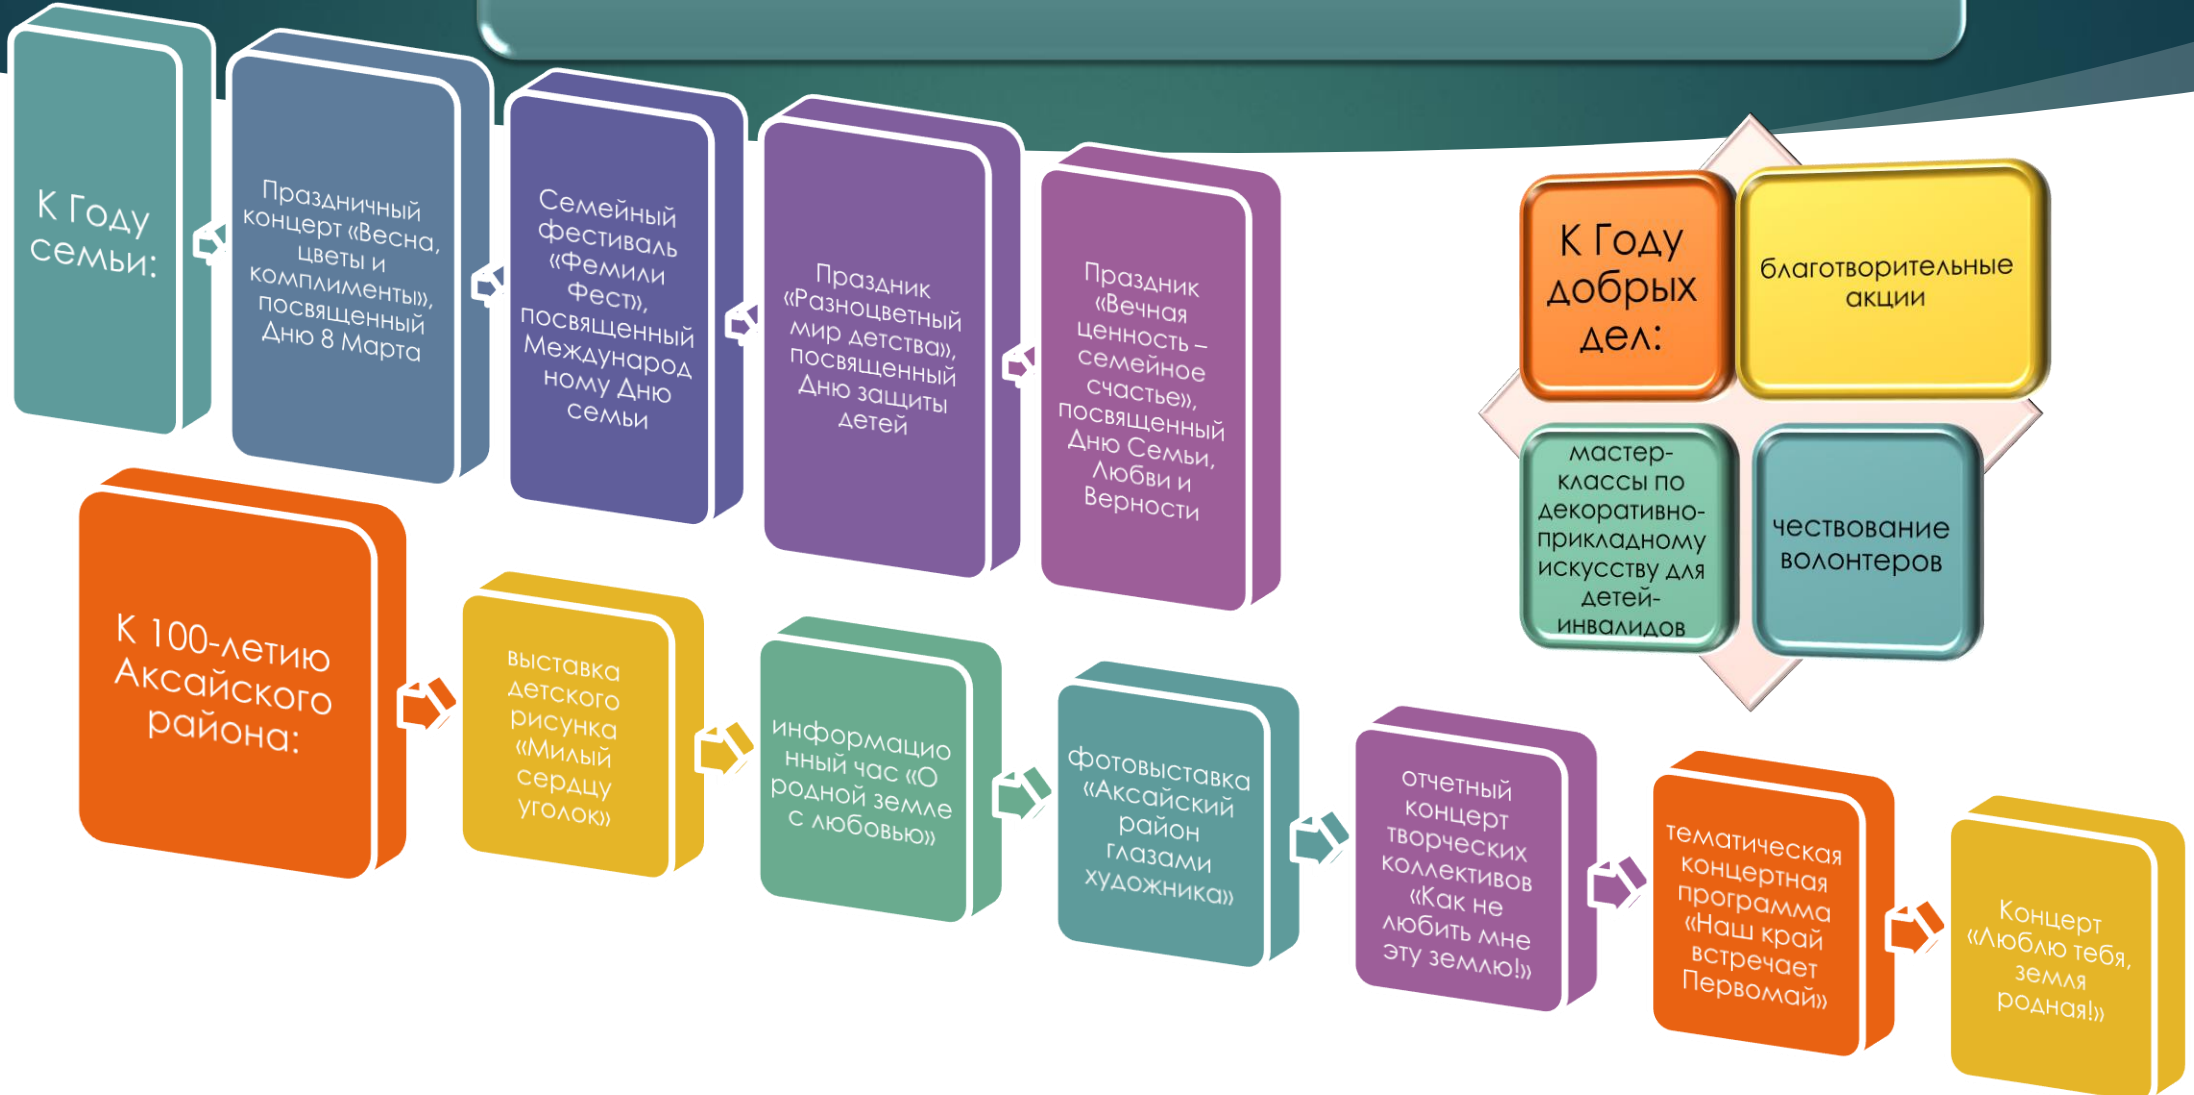 К Году
семьи:
Праздничный
концерт «Весна,
цветы и
комплименты»,
посвященный
Дню 8 Марта
Семейный
фестиваль
«Фемили
Фест»,
посвященный
Международ
ному Дню
семьи
Праздник
«Разноцветный
мир детства»,
посвященный
Дню защиты
детей
Праздник
«Вечная
ценность –
семейное
счастье»,
посвященный
Дню Семьи,
Любви и
Верности
К Году
добрых
дел:
благотворительные
акции
мастер-
классы по
декоративно-
прикладному
искусству для
детей-
инвалидов
чествование
волонтеров
К 100-летию
Аксайского
района:
выставка
детского
рисунка
«Милый
сердцу
уголок»
информацио
нный час «О
родной земле
с любовью»
фотовыставка
«Аксайский
район
глазами
художника»
отчетный
концерт
творческих
коллективов
«Как не
любить мне
эту землю!»
тематическая
концертная
программа
«Наш край
встречает
Первомай»
Концерт
«Люблю тебя,
земля
родная!»